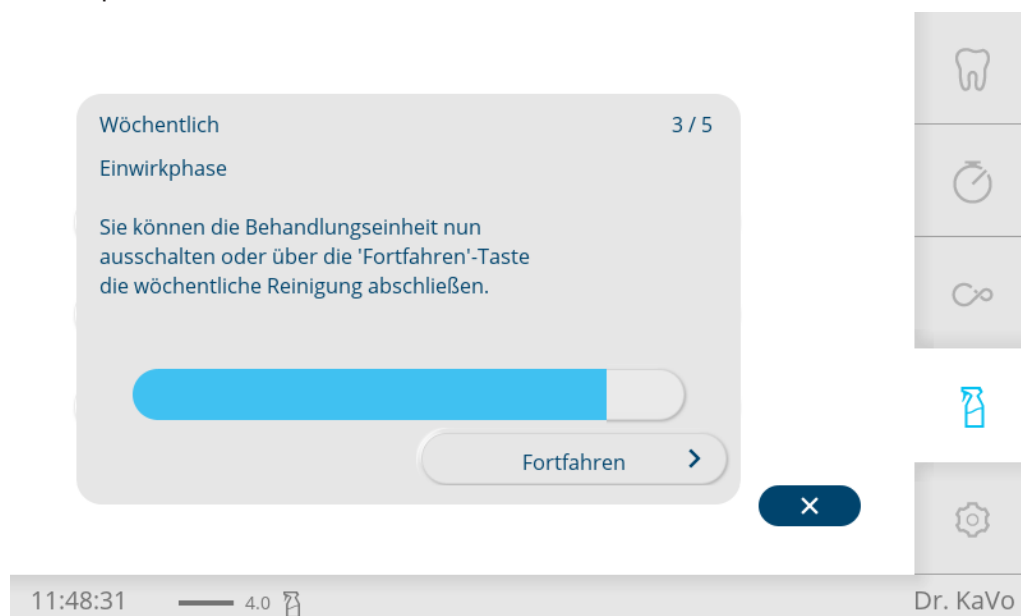 Wöchentlich 3 / 5
Einwirkphase
Sie können die Behandlungseinheit nun
ausschalten oder über die 'Fortfahren'-Taste
die wöchentliche Reinigung abschließen.
Fortfahren
11:48:31 4.0 Dr. KaVo